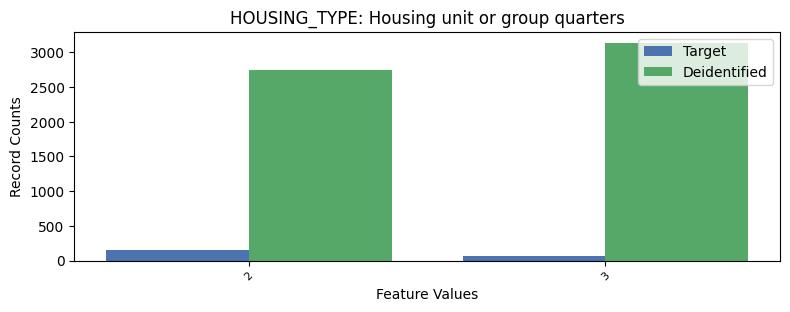 HOUSING_TYPE: Housing unit or group quarters
Target
Deidentified
Record Counts
3000
2500
2000
1500
1000
500
0
2
3
Feature Values